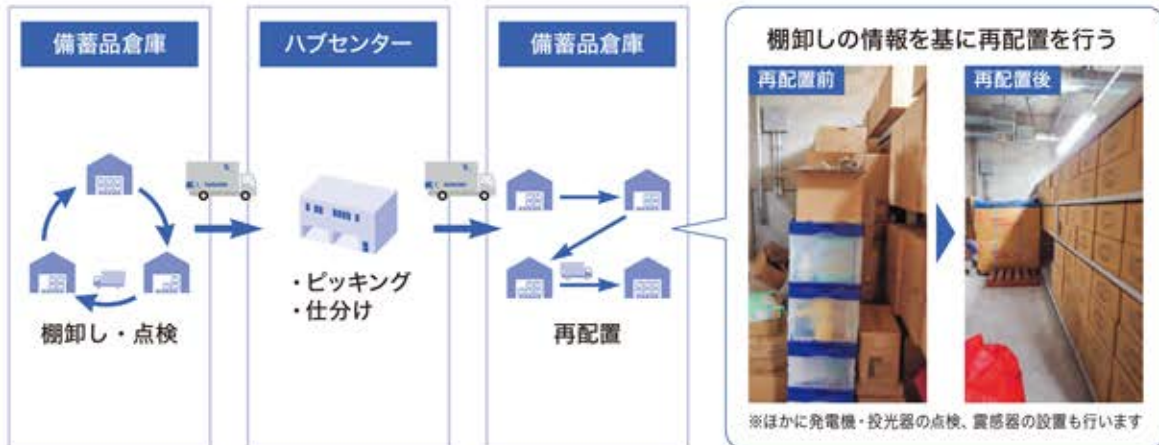 備蓄品倉庫
棚卸し・点検
ハブセンター
・ピッキング
・仕分け
備蓄品倉庫
再配置
棚卸しの情報を基に再配置を行う
再配置前
再配置後
※ほかに発電機・投光器の点検、震感器の設置も行います